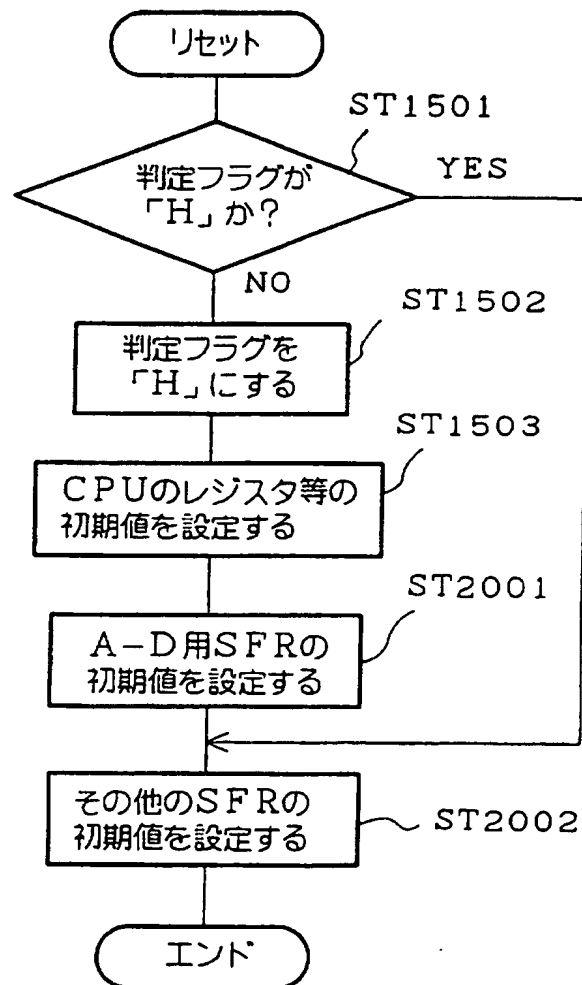 リセット
ST1501
判定フラグが
「H」か?
YES
NO
ST1502
判定フラグを
「H」にする
ST1503
CPUのレジスタ等の
初期値を設定する
ST2001
A-D用SFRの
初期値を設定する
その他のSFRの
初期値を設定する
ST2002
エンド